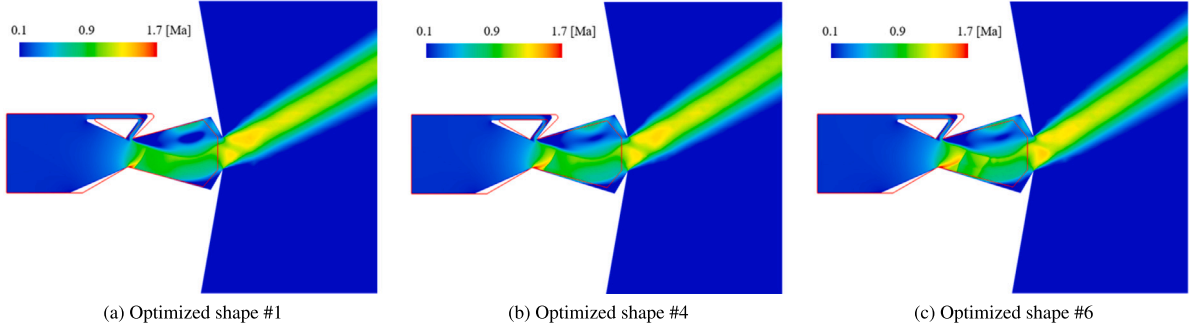 0.1 0.9 1.7 [Ma]
0.1 0.9 1.7 [Ma]
0.1 0.9 1.7 [Ma]
(a) Optimized shape #1
(b) Optimized shape #4
(c) Optimized shape #6